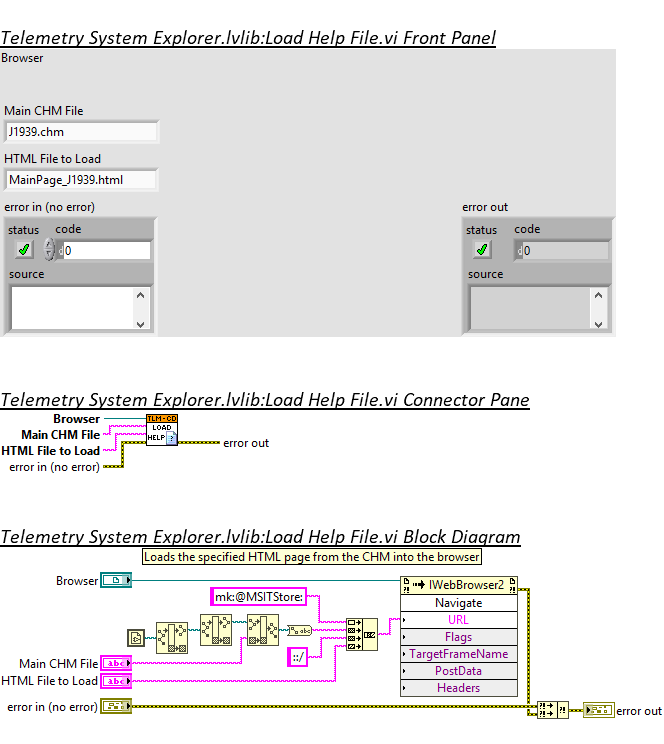 Telemetry System Explorer.lvlib:Load Help File.vi Front Panel
Browser
Main CHM File
J1939.chm
HTML File to Load
MainPage_J1939.html
error in (no error)
error out
status code
0
status code
0
source
source
Telemetry System Explorer.lvlib:Load Help File.vi Connector Pane
Browser
Main CHM File
HTML File to Load
error in (no error)
TLM-CD
LOAD
HELP ?
error out
Telemetry System Explorer.lvlib:Load Help File.vi Block Diagram
Loads the specified HTML page from the CHM into the browser
Browser
IWebBrowser2
Navigate
URL
Flags
TargetFrameName
PostData
Headers
mk:@MSITStore:
abc
::/
Main CHM File abc
HTML File to Load abc
error in (no error)
?! ?! ?!
error out